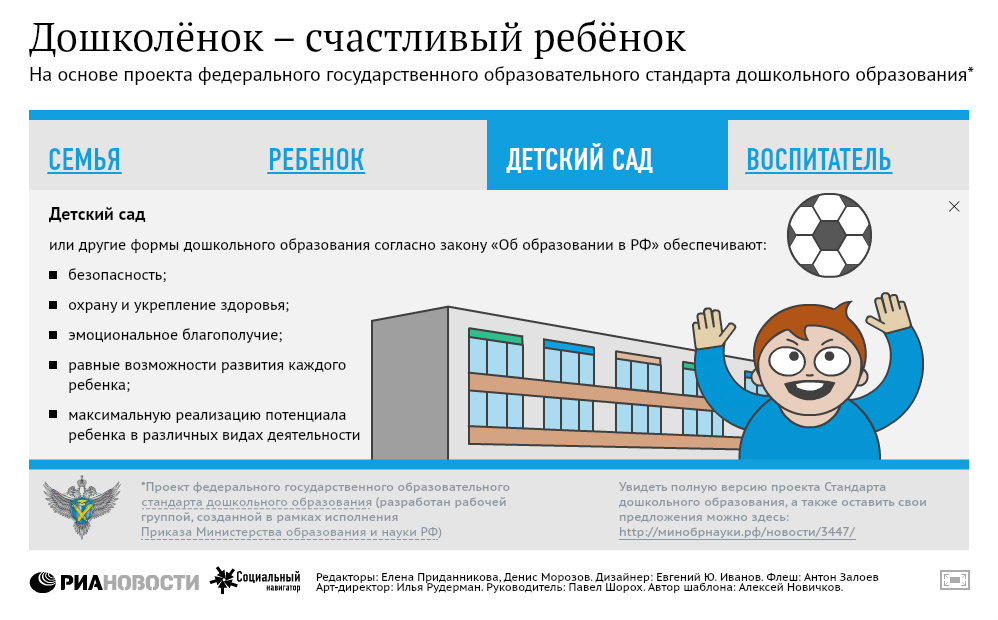 Дошколёнок – счастливый ребёнок
На основе проекта федерального государственного образовательного стандарта дошкольного образования*
СЕМЬЯ
РЕБЕНОК
ДЕТСКИЙ САД
ВОСПИТАТЕЛЬ
Детский сад
или другие формы дошкольного образования согласно закону «Об образовании в РФ» обеспечивают:
безопасность;
охрану и укрепление здоровья;
эмоциональное благополучие;
равные возможности развития каждого
ребенка;
максимальную реализацию потенциала
ребенка в различных видах деятельности
*Проект федерального государственного образовательного
стандарта дошкольного образования (разработан рабочей
группой, созданной в рамках исполнения
Приказа Министерства образования и науки РФ)
Увидеть полную версию проекта Стандарта
дошкольного образования, а также оставить свои
предложения можно здесь:
http://минобрнауки.рф/новости/3447/
РИАНОВОСТИ
Социальный
навигатор
Редакторы: Елена Приданникова, Денис Морозов. Дизайнер: Евгений Ю. Иванов. Флеш: Антон Залоев
Арт-директор: Илья Рудерман. Руководитель: Павел Шорох. Автор шаблона: Алексей Новичков.